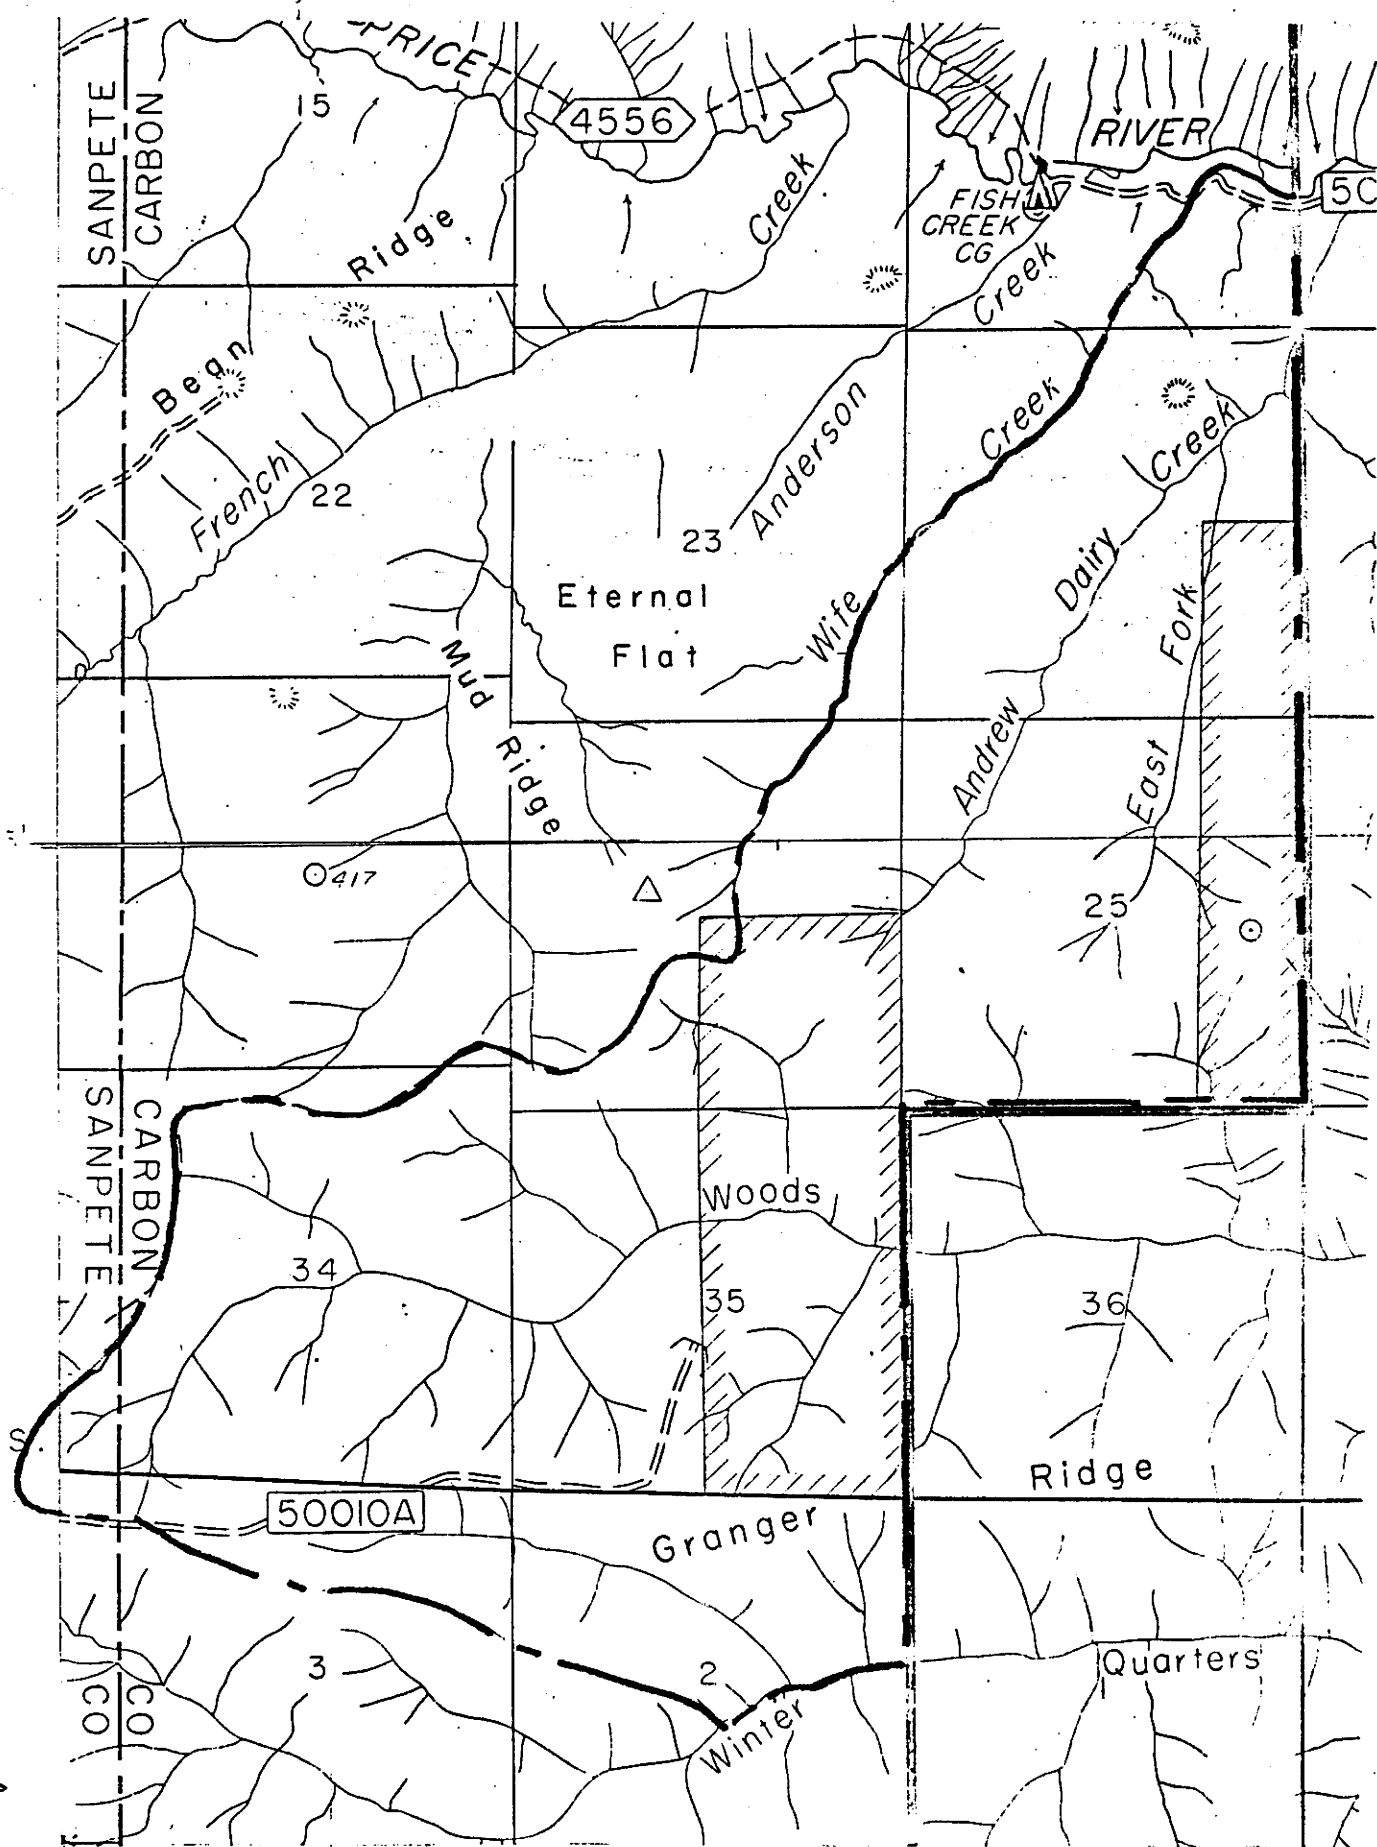 PRICE
15
4556
RIVER
SANPETE
CARBON
FISH
CREEK
CG
5C
Ridge
Creek
Creek
Bean
French
22
23
Anderson
Creek
Creek
Eternal
Flat
Wife
Dairy
Fork
Mud
Ridge
Andrew
East
417
25
CARBON
SANPETE
Woods
34
35
36
S
50010A
Granger
Ridge
3
2
Quarters
Winter
CO
CO